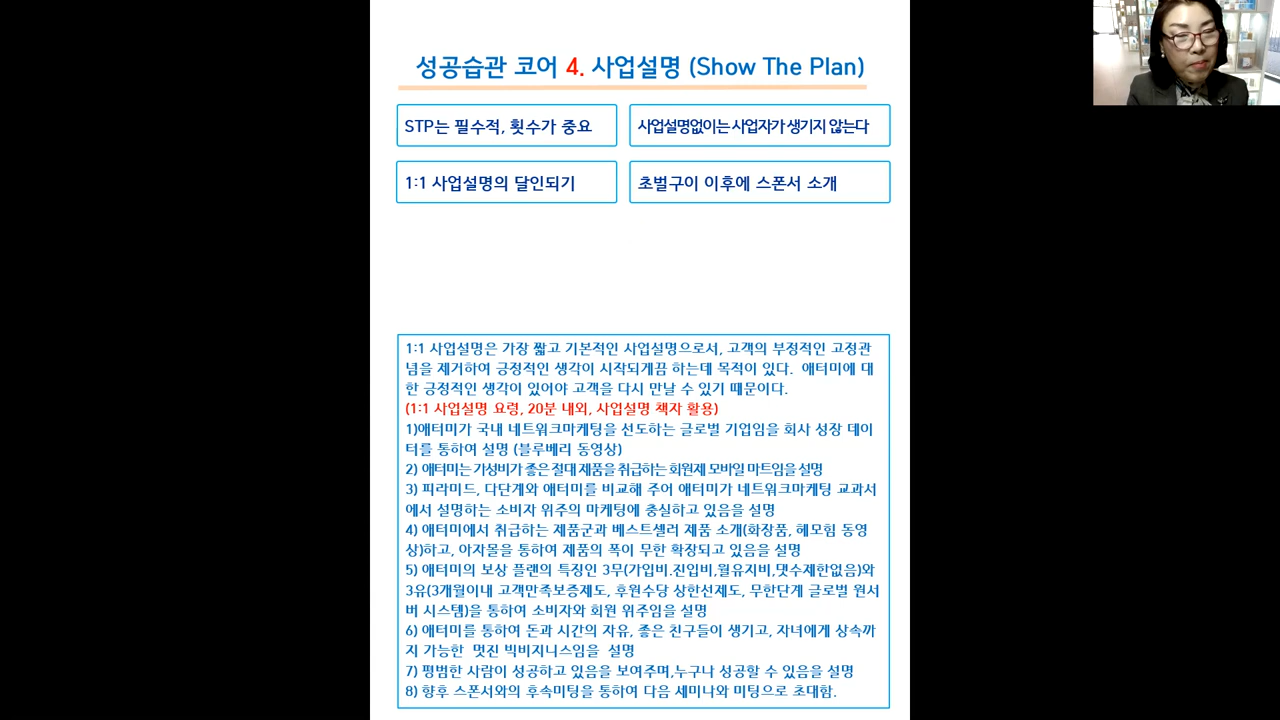 성공습관 코어 4. 사업설명 (Show The Plan)
STP는 필수적, 횟수가 중요
사업설명없이는 사업자가 생기지 않는다
1:1 사업설명의 달인되기
초벌구이 이후에 스폰서 소개
1:1 사업설명은 가장 짧고 기본적인 사업설명으로서, 고객의 부정적인 고정관
념을 제거하여 긍정적인 생각이 시작되게끔 하는데 목적이 있다. 애터미에 대
한 긍정적인 생각이 있어야 고객을 다시 만날 수 있기 때문이다.
(1:1 사업설명 요령, 20분 내외, 사업설명 책자 활용)
1)애터미가 국내 네트워크마케팅을 선도하는 글로벌 기업임을 회사 성장 데이
터를 통하여 설명 (블루베리 동영상)
2) 애터미는 가성비가 좋은 절대 제품을 취급하는 회원제 모바일 마트임을 설명
3) 피라미드, 다단계와 애터미를 비교해 주어 애터미가 네트워크마케팅 교과서
에서 설명하는 소비자 위주의 마케팅에 충실하고 있음을 설명
4) 애터미에서 취급하는 제품군과 베스트셀러 제품 소개(화장품, 헤모힘 동영
상)하고, 아자몰을 통하여 제품의 폭이 무한 확장되고 있음을 설명
5) 애터미의 보상 플랜의 특징인 3무(가입비.진입비,월유지비,댓수제한없음)와
3유(3개월이내 고객만족보증제도, 후원수당 상한선제도, 무한단계 글로벌 원서
버 시스템)을 통하여 소비자와 회원 위주임을 설명
6) 애터미를 통하여 돈과 시간의 자유, 좋은 친구들이 생기고, 자녀에게 상속까
지 가능한 멋진 빅비지니스임을 설명
7) 평범한 사람이 성공하고 있음을 보여주며,누구나 성공할 수 있음을 설명
8) 향후 스폰서와의 후속미팅을 통하여 다음 세미나와 미팅으로 초대함.